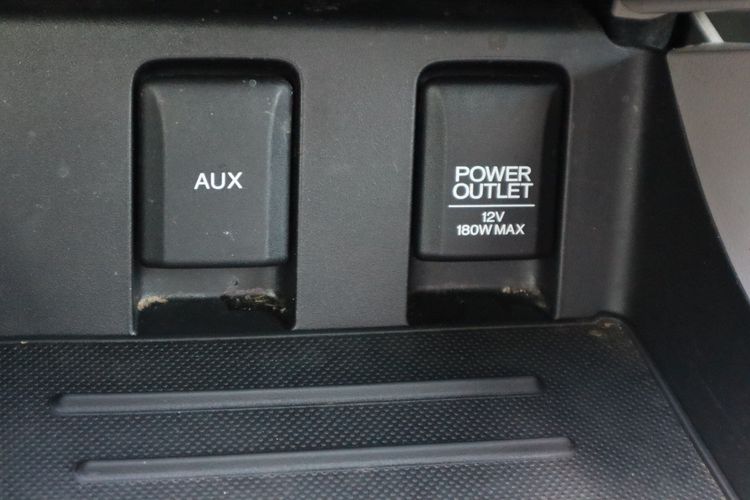 AUX
POWER
OUTLET
12V
180W MAX